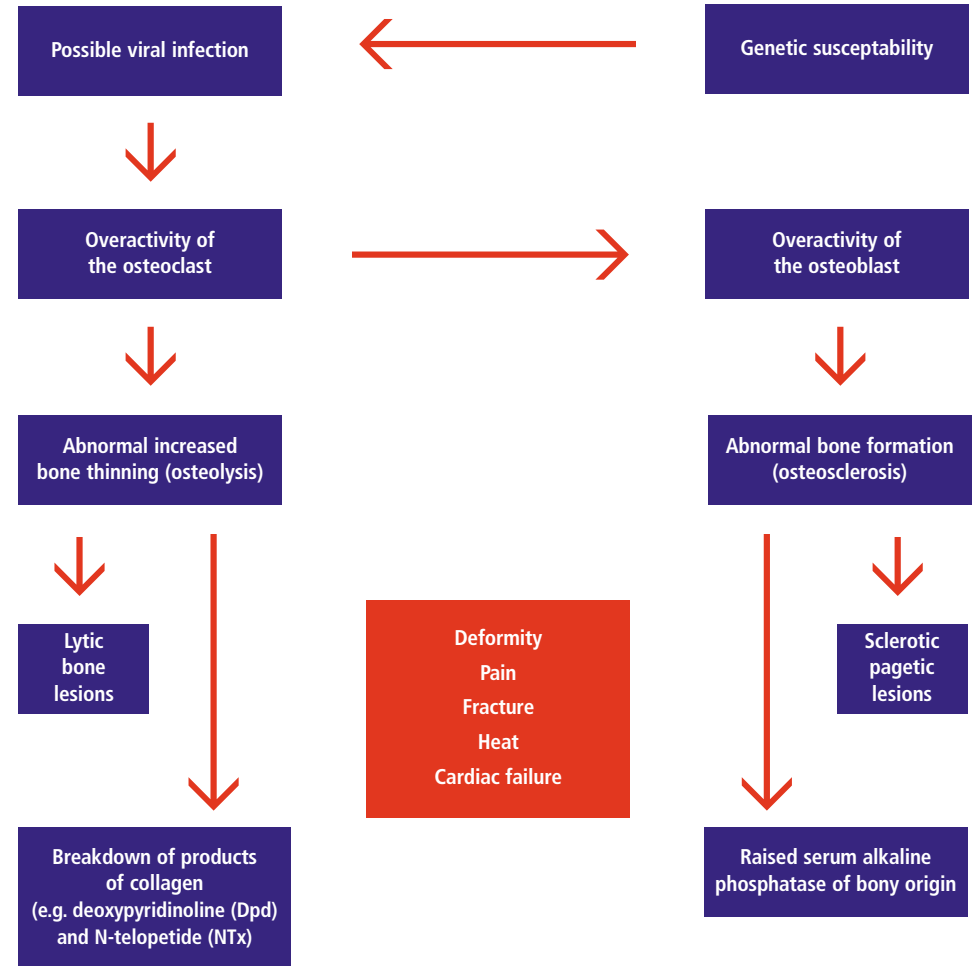 Possible viral infection
Genetic susceptability
Overactivity of
the osteoclast
Overactivity of
the osteoblast
Abnormal increased
bone thinning (osteolysis)
Abnormal bone formation
(osteosclerosis)
Lytic
bone
lesions
Deformity
Pain
Fracture
Heat
Cardiac failure
Sclerotic
pagetic
lesions
Breakdown of products
of collagen
(e.g. deoxypyridinoline (Dpd)
and N-telopetide (NTx)
Raised serum alkaline
phosphatase of bony origin